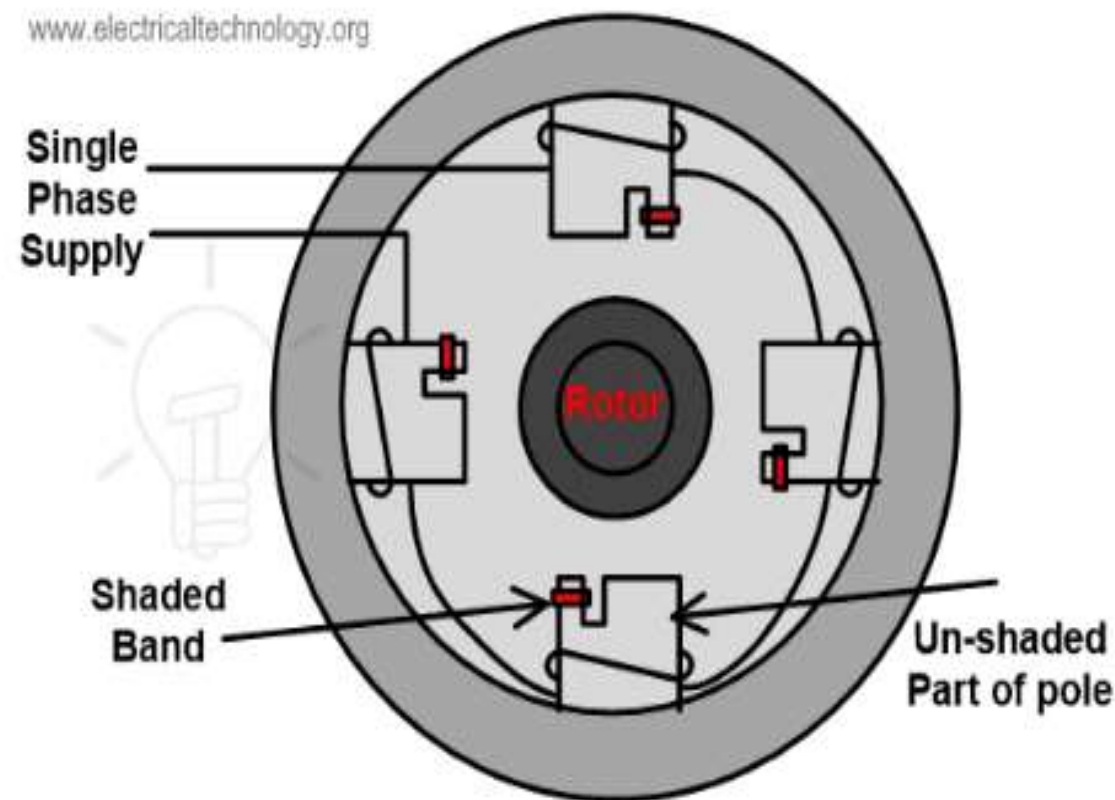 www.electricaltechnology.org
Single
Phase
Supply
Rotor
Shaded
Band
Un-shaded
Part of pole